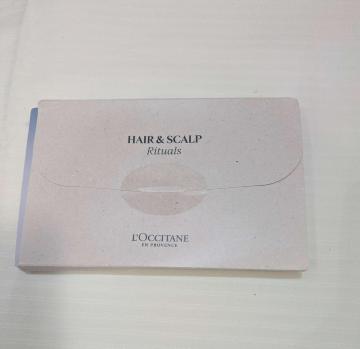 HAIR & SCALP
Rituals
L'OCCITANE
EN PROVENCE